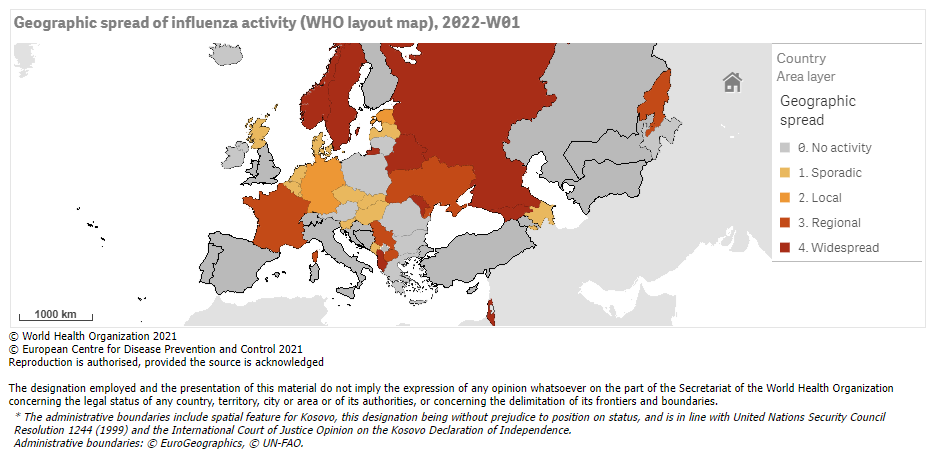 Geographic spread of influenza activity (WHO layout map), 2022-W01
Country
Area layer
Geographic
spread
0. No activity
1. Sporadic
2. Local
3. Regional
4. Widespread
1000 km
© World Health Organization 2021
© European Centre for Disease Prevention and Control 2021
Reproduction is authorised, provided the source is acknowledged
The designation employed and the presentation of this material do not imply the expression of any opinion whatsoever on the part of the Secretariat of the World Health Organization
concerning the legal status of any country, territory, city or area or of its authorities, or concerning the delimitation of its frontiers and boundaries.
* The administrative boundaries include spatial feature for Kosovo, this designation being without prejudice to position on status, and is in line with United Nations Security Council
Resolution 1244 (1999) and the International Court of Justice Opinion on the Kosovo Declaration of Independence.
Administrative boundaries: © EuroGeographics, © UN-FAO.